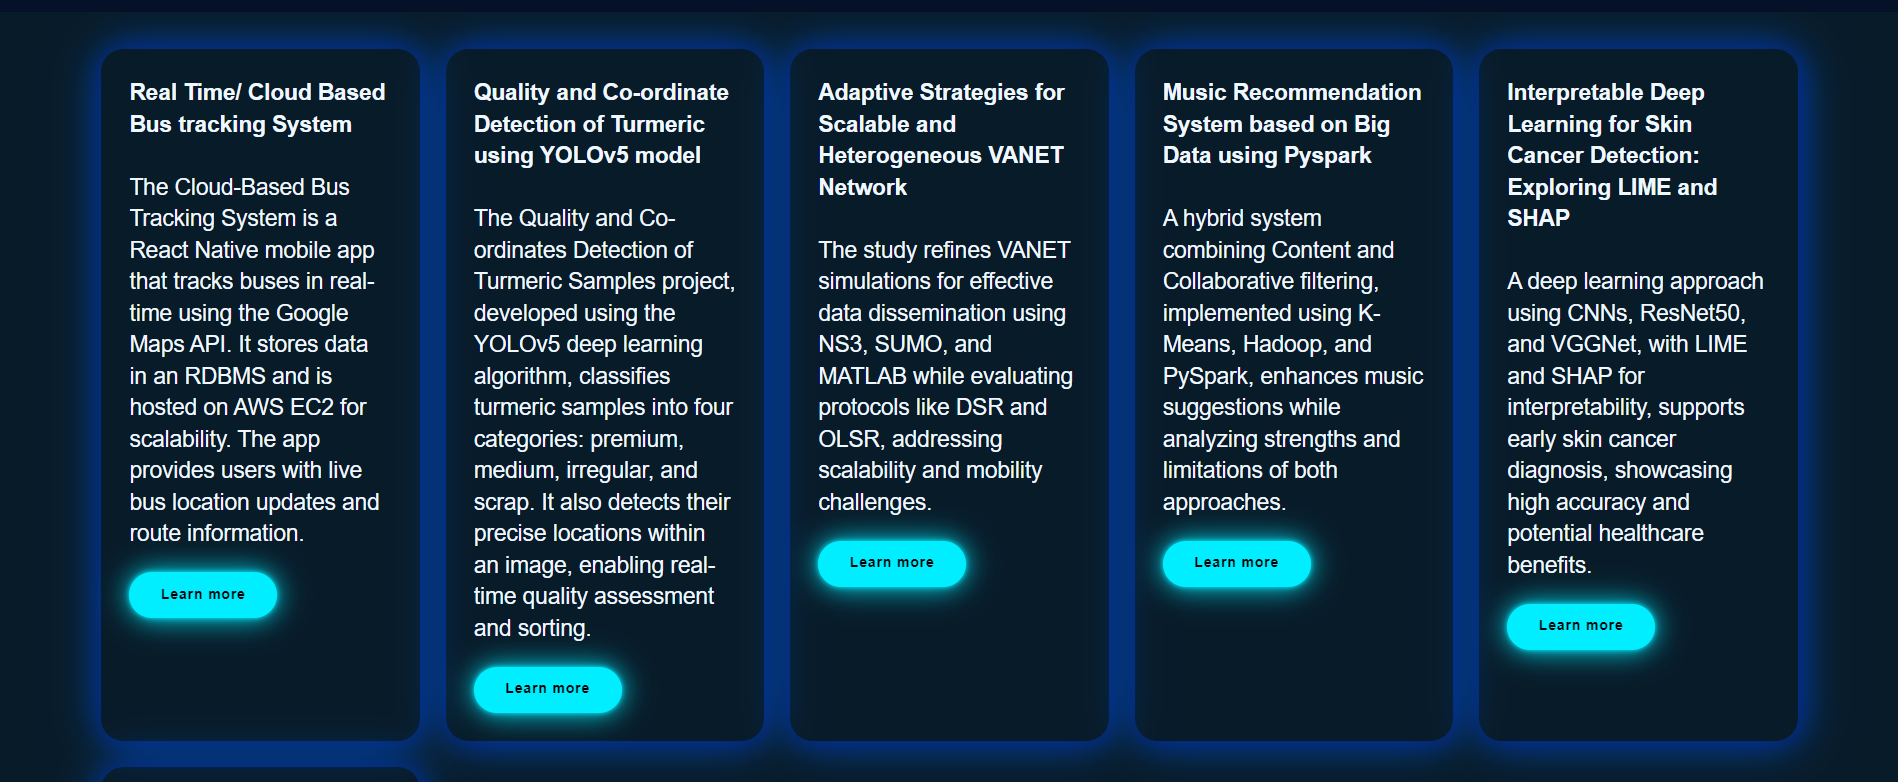 Real Time/ Cloud Based
Bus tracking System
The Cloud-Based Bus
Tracking System is a
React Native mobile app
that tracks buses in real-
time using the Google
Maps API. It stores data
in an RDBMS and is
hosted on AWS EC2 for
scalability. The app
provides users with live
bus location updates and
route information.
Learn more
Quality and Co-ordinate
Detection of Turmeric
using YOLOv5 model
The Quality and Co-
ordinates Detection of
Turmeric Samples project,
developed using the
YOLOv5 deep learning
algorithm, classifies
turmeric samples into four
categories: premium,
medium, irregular, and
scrap. It also detects their
precise locations within
an image, enabling real-
time quality assessment
and sorting.
Learn more
Adaptive Strategies for
Scalable and
Heterogeneous VANET
Network
The study refines VANET
simulations for effective
data dissemination using
NS3, SUMO, and
MATLAB while evaluating
protocols like DSR and
OLSR, addressing
scalability and mobility
challenges.
Learn more
Music Recommendation
System based on Big
Data using Pyspark
A hybrid system
combining Content and
Collaborative filtering,
implemented using K-
Means, Hadoop, and
PySpark, enhances music
suggestions while
analyzing strengths and
limitations of both
approaches.
Learn more
Interpretable Deep
Learning for Skin
Cancer Detection:
Exploring LIME and
SHAP
A deep learning approach
using CNNs, ResNet50,
and VGGNet, with LIME
and SHAP for
interpretability, supports
early skin cancer
diagnosis, showcasing
high accuracy and
potential healthcare
benefits.
Learn more